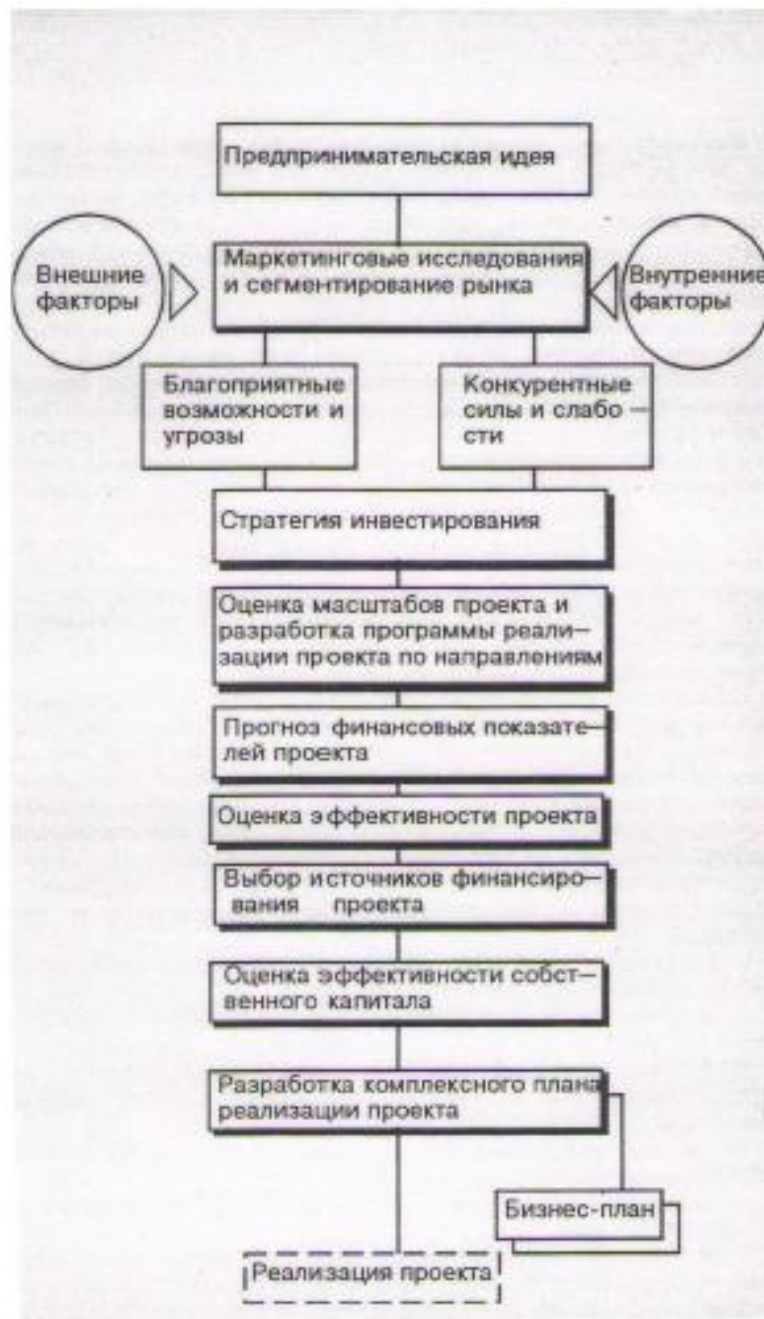 Предпринимательская идея
Внешние
факторы
Маркетинговые исследования
и сегментирование рынка
Внутренние
факторы
Благоприятные
возможности и
угрозы
Конкурентные
силы и слабо—
сти
Стратегия инвестирования
Оценка масштабов проекта и
разработка программы реали—
зации проекта по направлениям
Прогноз финансовых показате—
лей проекта
Оценка эффективности проекта
Выбор источников финансиро—
вания проекта
Оценка эффективности собст—
венного капитала
Разработка комплексного плана
реализации проекта
Бизнес-план
Реализация проекта